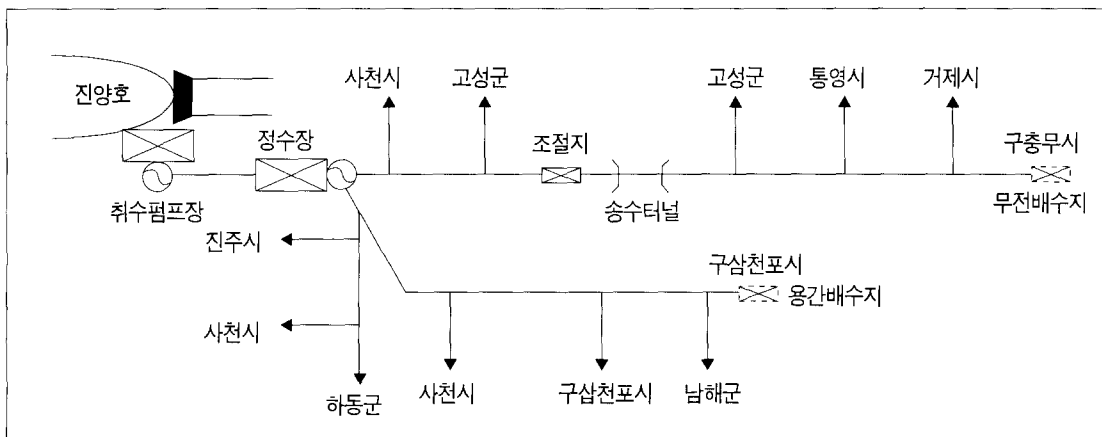 사천시
고성군
고성군
통영시
거제시
진양호
정수장
조절지
구충무시
취수펌프장
송수터널
무전배수지
진주시
구삼천포시
용간배수지
사천시
사천시
구삼천포시
남해군
하동군